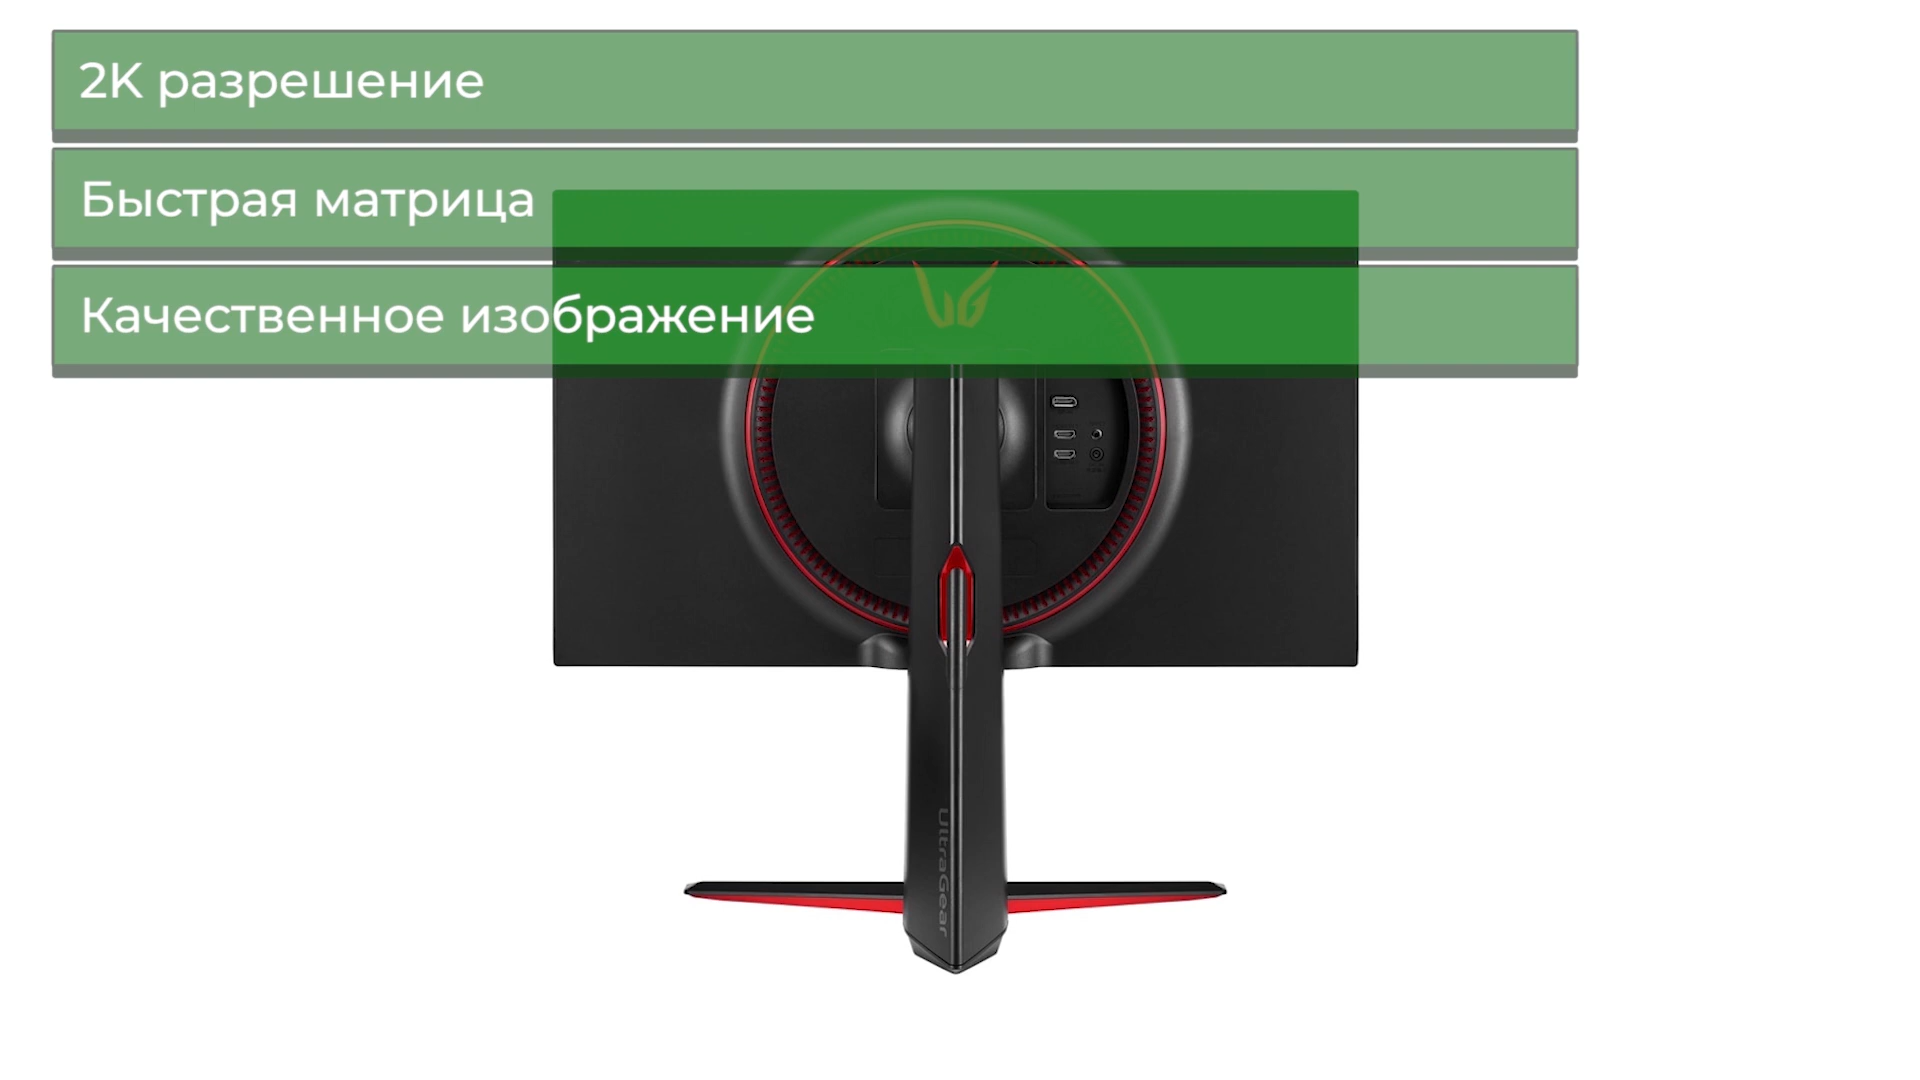 2K разрешение
Быстрая матрица
Качественное изображение
UltraGear